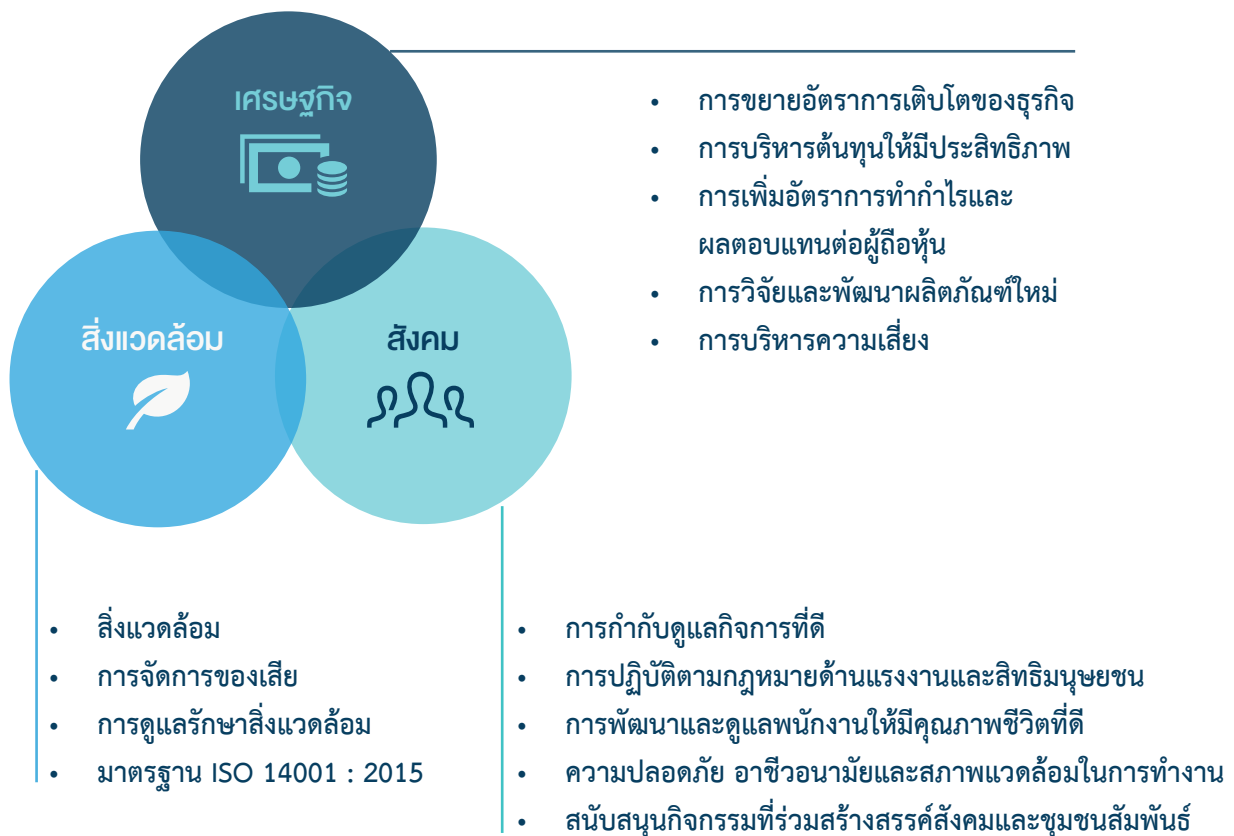 เศรษฐกิจ
สิ่งแวดล้อม
สังคม
• การขยายอัตราการเติบโตของธุรกิจ
• การบริหารต้นทุนให้มีประสิทธิภาพ
• การเพิ่มอัตราการทำกำไรและ
ผลตอบแทนต่อผู้ถือหุ้น
• การวิจัยและพัฒนาผลิตภัณฑ์ใหม่
• การบริหารความเสี่ยง
• สิ่งแวดล้อม
• การจัดการของเสีย
• การดูแลรักษาสิ่งแวดล้อม
• มาตรฐาน ISO 14001 : 2015
• การกำกับดูแลกิจการที่ดี
• การปฏิบัติตามกฎหมายด้านแรงงานและสิทธิมนุษยชน
• การพัฒนาและดูแลพนักงานให้มีคุณภาพชีวิตที่ดี
• ความปลอดภัย อาชีวอนามัยและสภาพแวดล้อมในการทำงาน
• สนับสนุนกิจกรรมที่ร่วมสร้างสรรค์สังคมและชุมชนสัมพันธ์